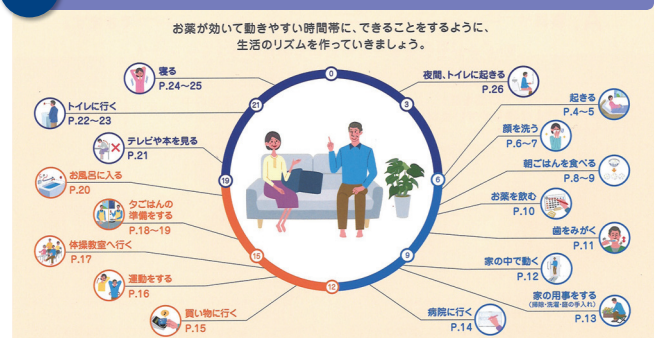 お薬が効いて動きやすい時間帯に、できることをするように、
生活のリズムを作っていきましょう。
0
3
6
9
12
15
19
21
夜間、トイレに起きる
P.26
起きる
P.4〜5
顔を洗う
P.6〜7
朝ごはんを食べる
P.8〜9
お薬を飲む
P.10
歯をみがく
P.11
家の中で動く
P.12
家の用事をする
(掃除・洗濯・庭の手入れ)
P.13
病院に行く
P.14
買い物に行く
P.15
運動をする
P.16
体操教室へ行く
P.17
夕ごはんの
準備をする
P.18〜19
お風呂に入る
P.20
テレビや本を見る
P.21
トイレに行く
P.22〜23
寝る
P.24〜25